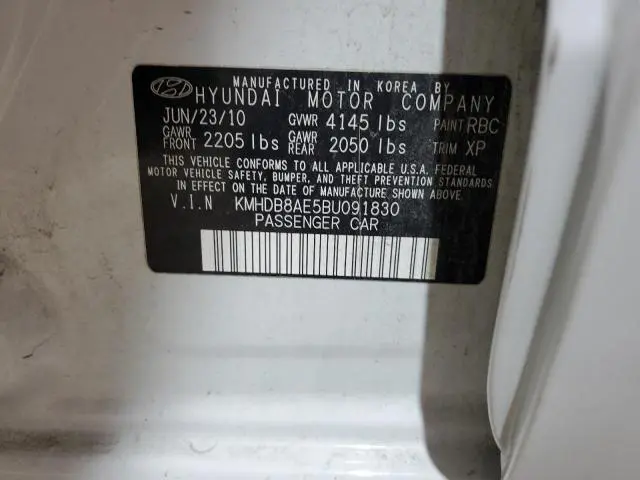 MANUFACTURED IN KOREA BY
HYUNDAI MOTOR COMPANY
JUN/23/10 GVWR 4145 lbs PAINT RBC
GAWR FRONT 2205 lbs GAWR REAR 2050 lbs TRIM XP
THIS VEHICLE CONFORMS TO ALL APPLICABLE U.S.A. FEDERAL
MOTOR VEHICLE SAFETY, BUMPER, AND THEFT PREVENTION STANDARDS
IN EFFECT ON THE DATE OF MANUFACTURE SHOWN ABOVE.
V.I.N KMHDB8AE5BU091830
PASSENGER CAR